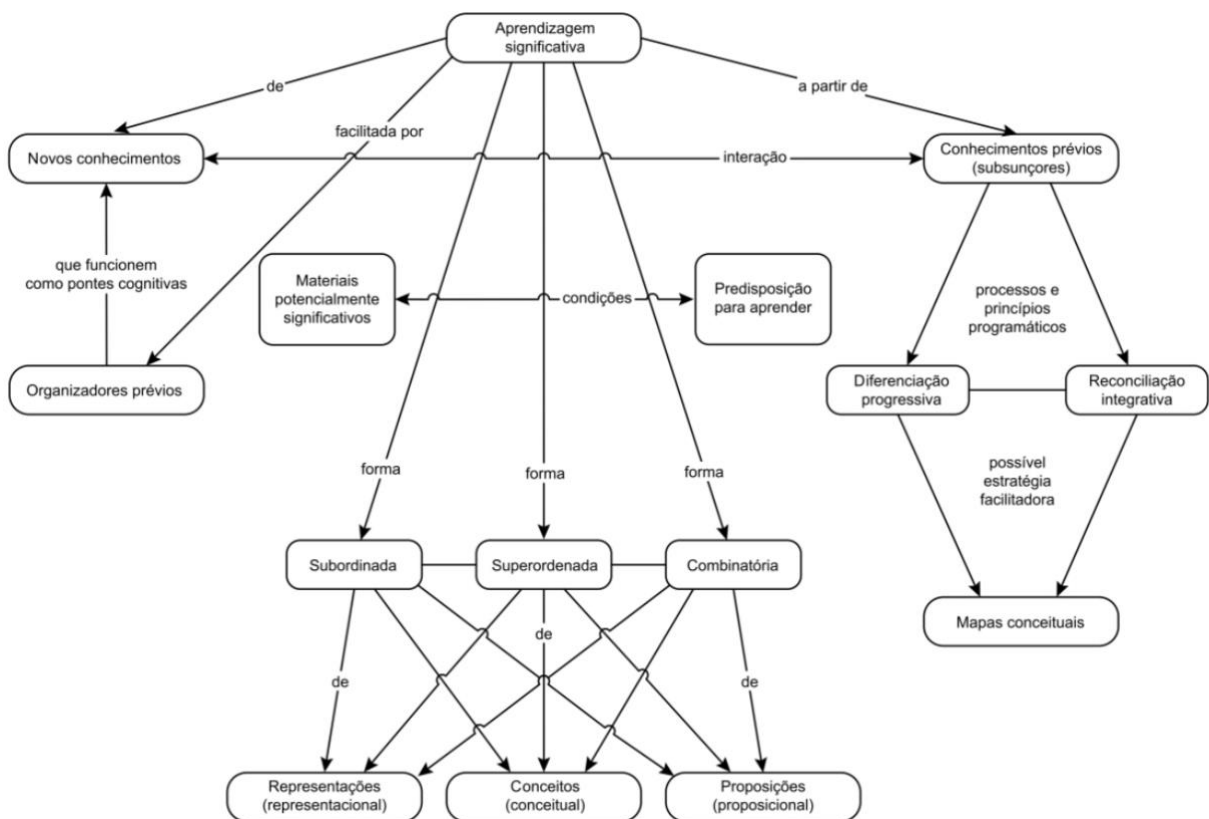 Aprendizagem
significativa
de
a partir de
facilitada por
Novos conhecimentos
interação
Conhecimentos prévios
(subsunçores)
que funcionem
como pontes cognitivas
Materiais
potencialmente
significativos
condições
Predisposição
para aprender
processos e
princípios
programáticos
Organizadores prévios
Diferenciação
progressiva
Reconciliação
integrativa
forma
forma
forma
possível
estratégia
facilitadora
Subordinada
Superordenada
Combinatória
Mapas conceituais
de
de
de
Representações
(representacional)
Conceitos
(conceitual)
Proposições
(proposicional)